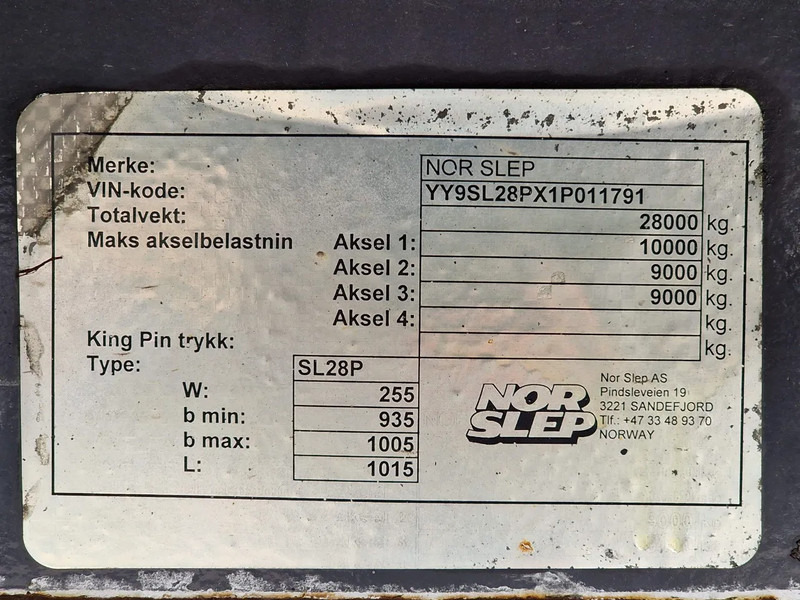 Merke: NOR SLEP
VIN-kode: YY9SL28PX1P011791
Totalvekt: 28000 kg.
Maks akselbelastnin Aksel 1: 10000 kg.
Aksel 2: 9000 kg.
Aksel 3: 9000 kg.
Aksel 4: kg.
King Pin trykk: kg.
Type: SL28P
W: 255
b min: 935
b max: 1005
L: 1015
NOR
SLEP
Nor Slep AS
Pindsleveien 19
3221 SANDEFJORD
Tlf.: +47 33 48 93 70
NORWAY